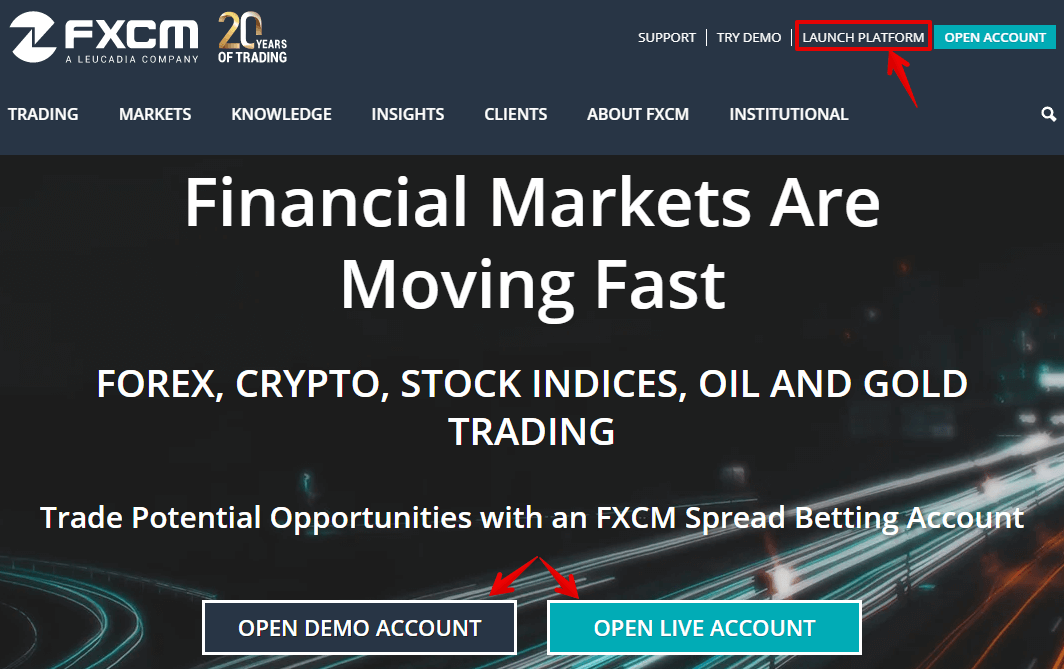 FXCM
A LEUCADIA COMPANY
20 YEARS
OF TRADING
SUPPORT
TRY DEMO
LAUNCH PLATFORM
OPEN ACCOUNT
TRADING
MARKETS
KNOWLEDGE
INSIGHTS
CLIENTS
ABOUT FXCM
INSTITUTIONAL
Financial Markets Are
Moving Fast
FOREX, CRYPTO, STOCK INDICES, OIL AND GOLD
TRADING
Trade Potential Opportunities with an FXCM Spread Betting Account
OPEN DEMO ACCOUNT
OPEN LIVE ACCOUNT